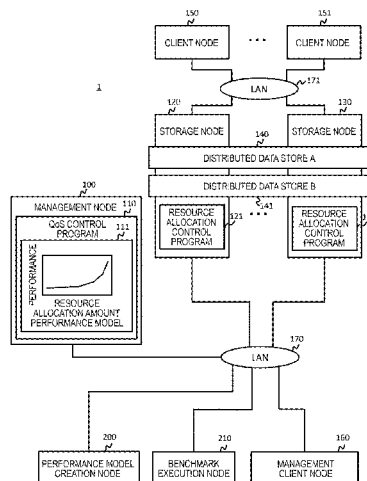 150
151
CLIENT NODE
• • •
CLIENT NODE
1
LAN
171
120
130
STORAGE NODE
140
STORAGE NODE
DISTRIBUTED DATA STORE A
DISTRIBUTED DATA STORE B
141
100
MANAGEMENT NODE
110
QoS CONTROL
PROGRAM
111
PERFORMANCE
RESOURCE
ALLOCATION AMOUNT
PERFORMANCE MODEL
RESOURCE
ALLOCATION
CONTROL
PROGRAM
121
• • •
RESOURCE
ALLOCATION
CONTROL
PROGRAM
LAN
170
200
210
160
PERFORMANCE MODEL
CREATION NODE
BENCHMARK
EXECUTION NODE
MANAGEMENT
CLIENT NODE